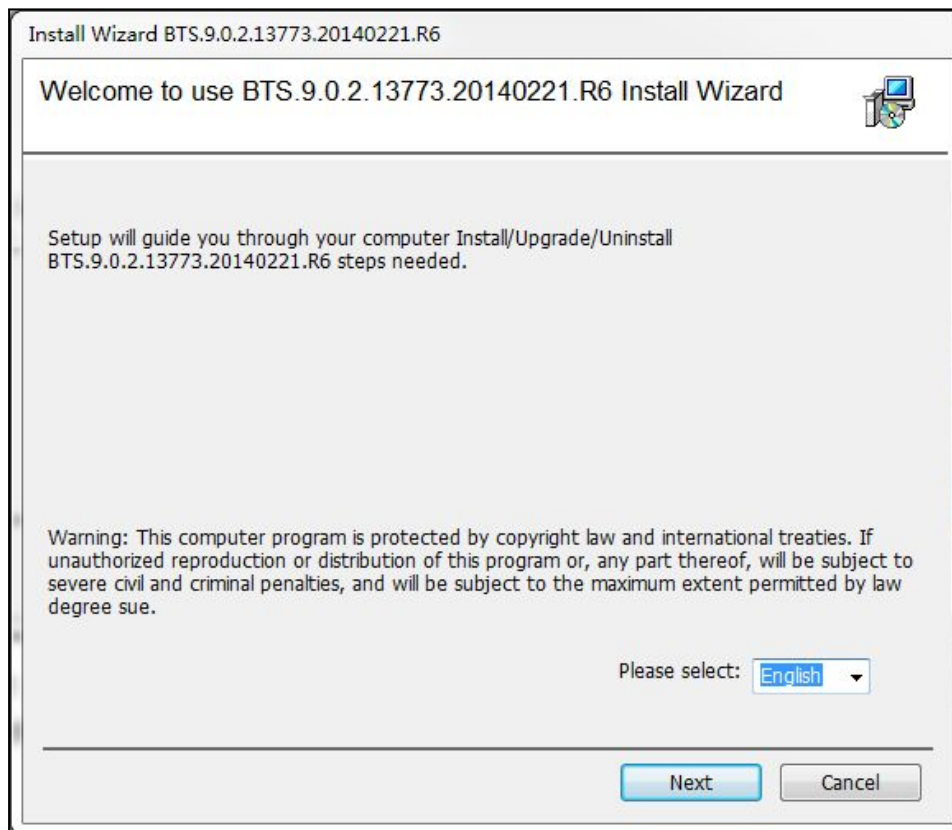 Install Wizard BTS.9.0.2.13773.20140221.R6
Welcome to use BTS.9.0.2.13773.20140221.R6 Install Wizard
Setup will guide you through your computer Install/Upgrade/Uninstall
BTS.9.0.2.13773.20140221.R6 steps needed.
Warning: This computer program is protected by copyright law and international treaties. If
unauthorized reproduction or distribution of this program or, any part thereof, will be subject to
severe civil and criminal penalties, and will be subject to the maximum extent permitted by law
degree sue.
Please select: English
Next Cancel